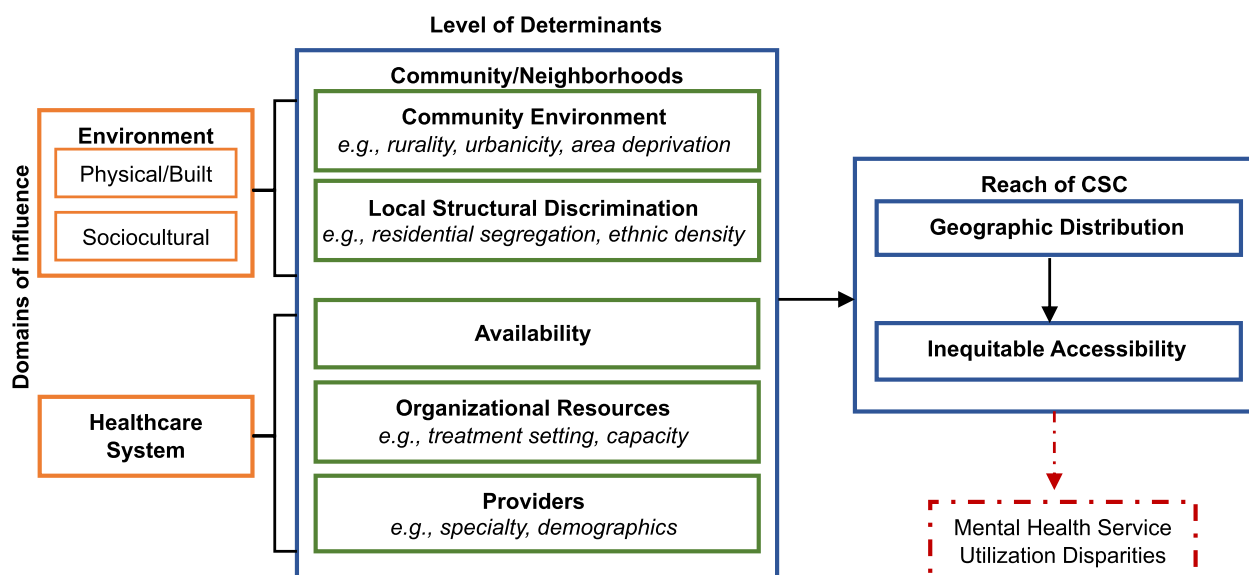 Level of Determinants
Domains of Influence
Environment
Physical/Built
Sociocultural
Healthcare
System
Community/Neighborhoods
Community Environment
e.g., rurality, urbanicity, area deprivation
Local Structural Discrimination
e.g., residential segregation, ethnic density
Availability
Organizational Resources
e.g., treatment setting, capacity
Providers
e.g., specialty, demographics
Reach of CSC
Geographic Distribution
Inequitable Accessibility
Mental Health Service
Utilization Disparities